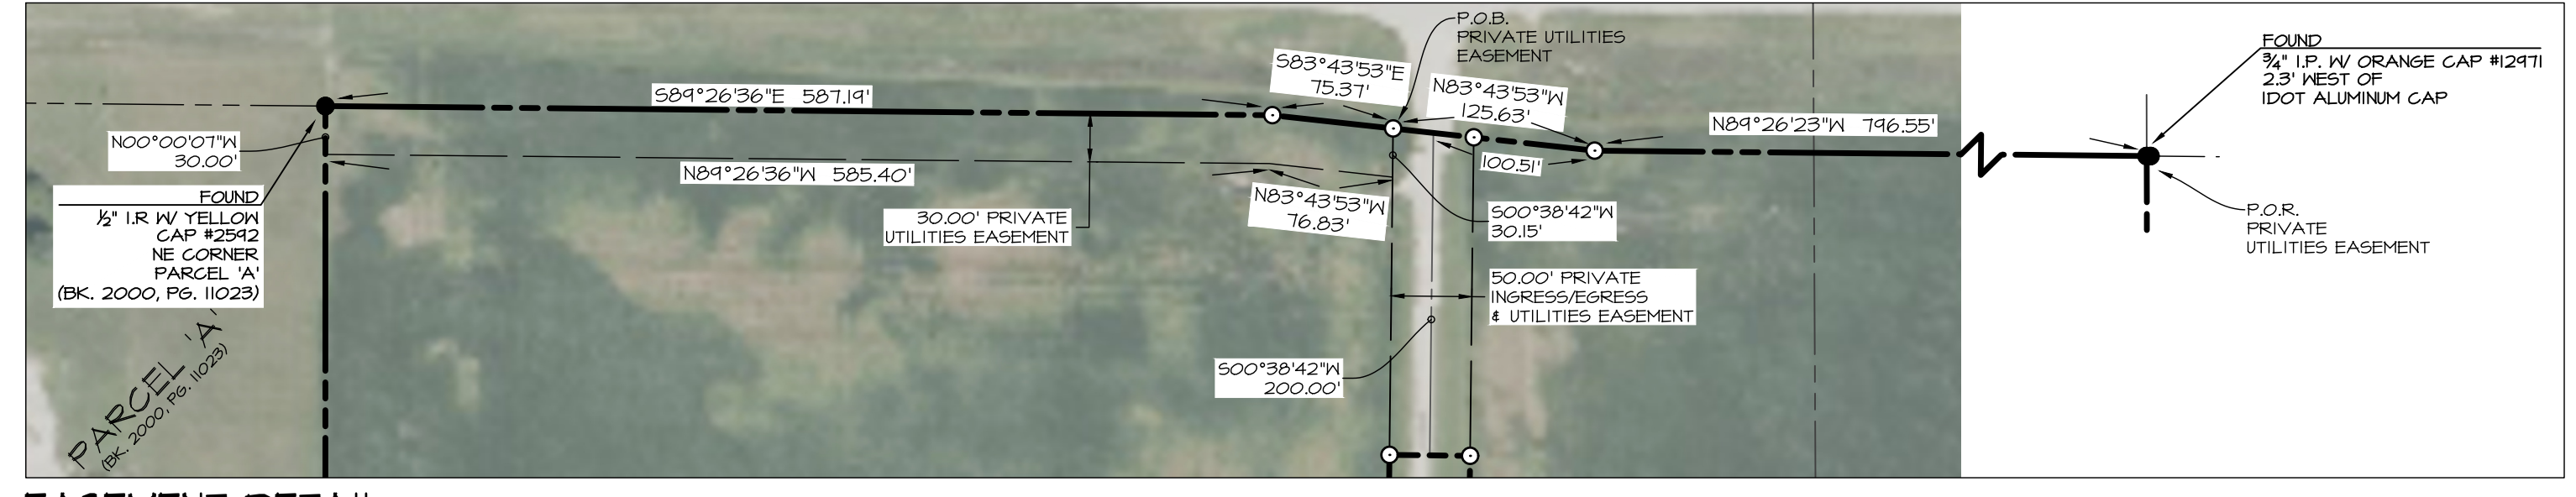 P.O.B.
PRIVATE UTILITIES
EASEMENT
FOUND
3/4" I.P. W/ ORANGE CAP #12971
2.3' WEST OF
IDOT ALUMINUM CAP
S83°43'53"E
75.37'
N83°43'53"W
125.63'
S89°26'36"E 587.19'
N89°26'23"W 796.55'
N00°00'07"W
30.00'
100.51'
N89°26'36"W 585.40'
FOUND
1/2" I.R W/ YELLOW
CAP #2592
NE CORNER
PARCEL 'A'
(BK. 2000, PG. 11023)
N83°43'53"W
76.83'
30.00' PRIVATE
UTILITIES EASEMENT
S00°38'42"W
30.15'
P.O.R.
PRIVATE
UTILITIES EASEMENT
50.00' PRIVATE
INGRESS/EGRESS
& UTILITIES EASEMENT
S00°38'42"W
200.00'
PARCEL 'A'
(BK. 2000, PG. 11023)
EASEMENT DETAIL